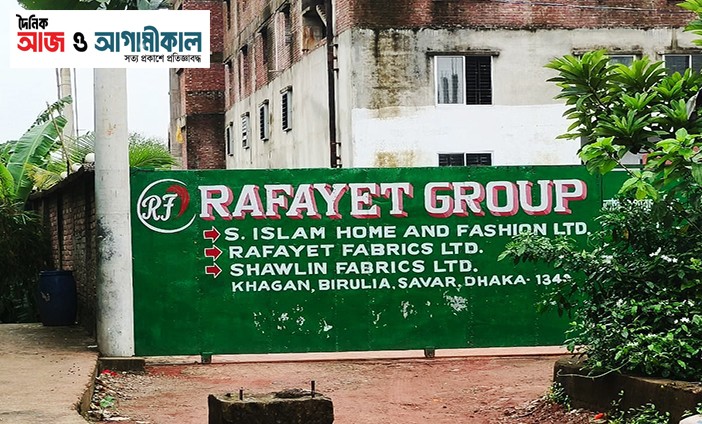 দৈনিক
আজ ও আগামীকাল
সত্য প্রকাশে প্রতিজ্ঞাবদ্ধ
RF
RAFAYET GROUP
S. ISLAM HOME AND FASHION LTD.
RAFAYET FABRICS LTD.
SHAWLIN FABRICS LTD.
KHAGAN, BIRULIA, SAVAR, DHAKA-